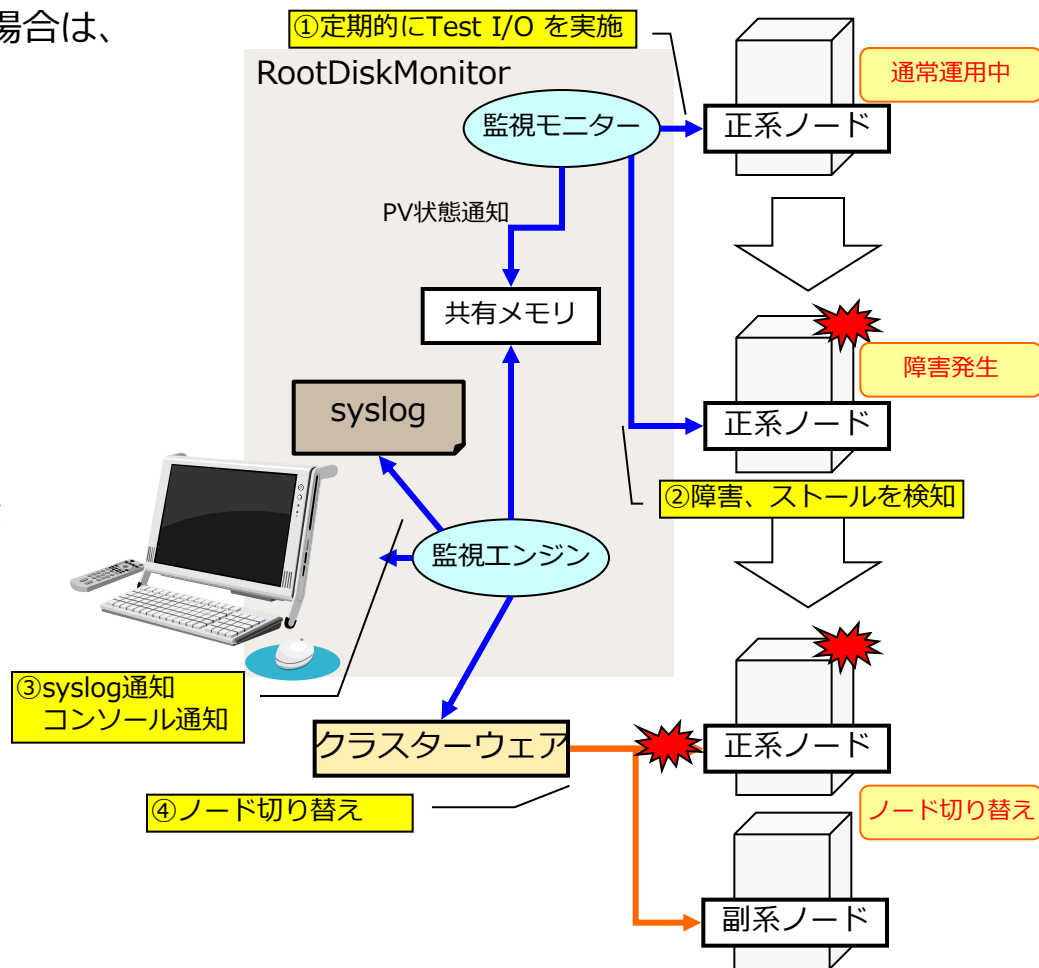 場合は、
①定期的にTest I/O を実施
RootDiskMonitor
通常運用中
監視モニター
正系ノード
PV状態通知
共有メモリ
障害発生
syslog
正系ノード
②障害、ストールを検知
監視エンジン
③syslog通知
コンソール通知
クラスターウェア
正系ノード
④ノード切り替え
ノード切り替え
副系ノード